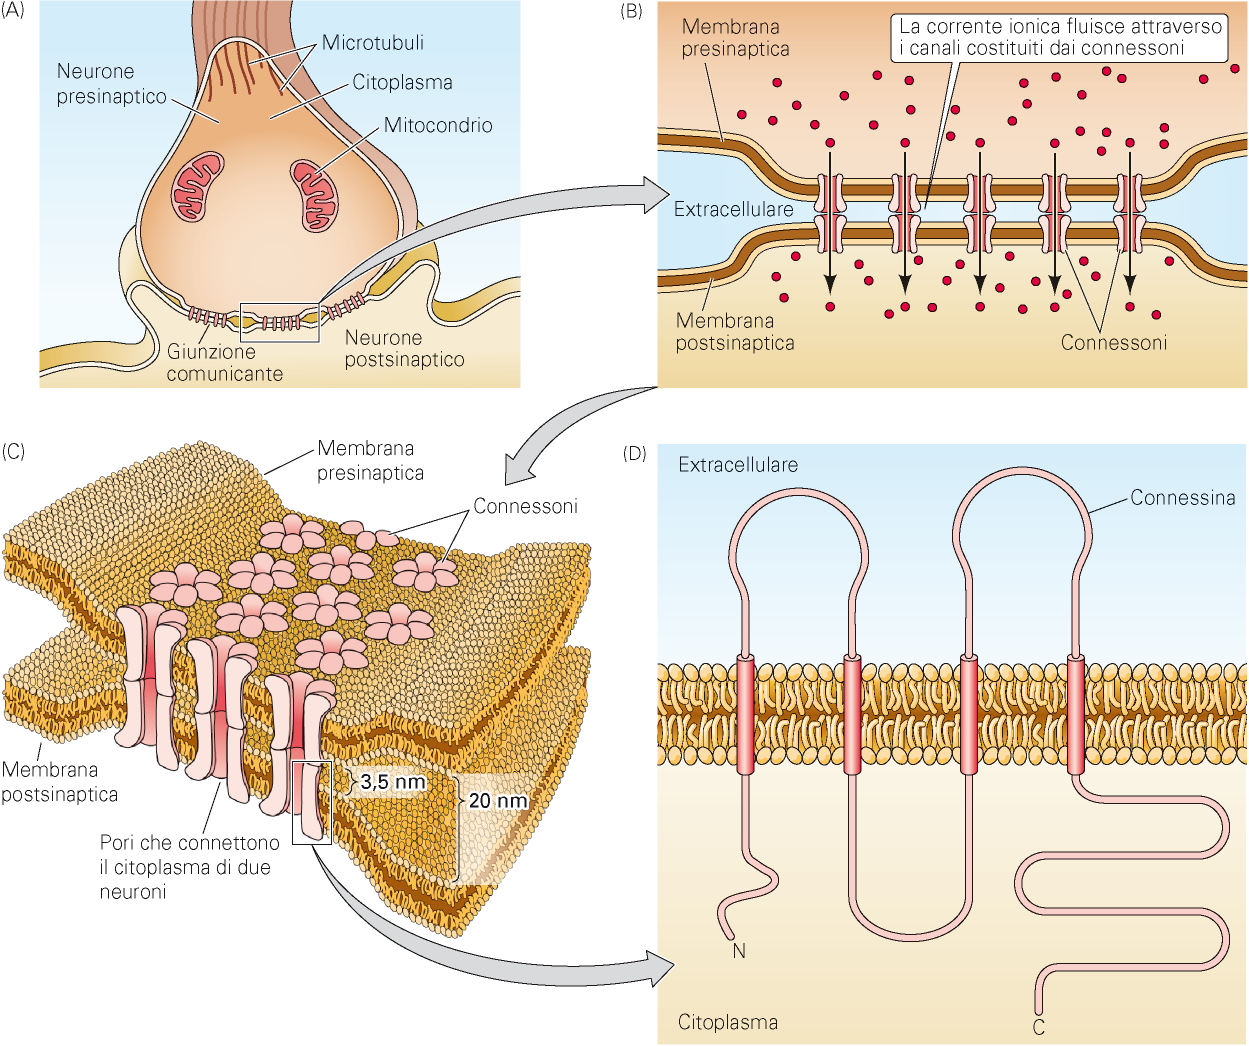 (A)
Microtubuli
Neurone
presinaptico
Citoplasma
Mitocondrio
Giunzione
comunicante
Neurone
postsinaptico
(B)
Membrana
presinaptica
La corrente ionica fluisce attraverso
i canali costituiti dai connessoni
Extracellulare
Membrana
postsinaptica
Connessoni
(C)
Membrana
presinaptica
Connessoni
Membrana
postsinaptica
3,5 nm
20 nm
Pori che connettono
il citoplasma di due
neuroni
(D)
Extracellulare
Connessina
N
C
Citoplasma